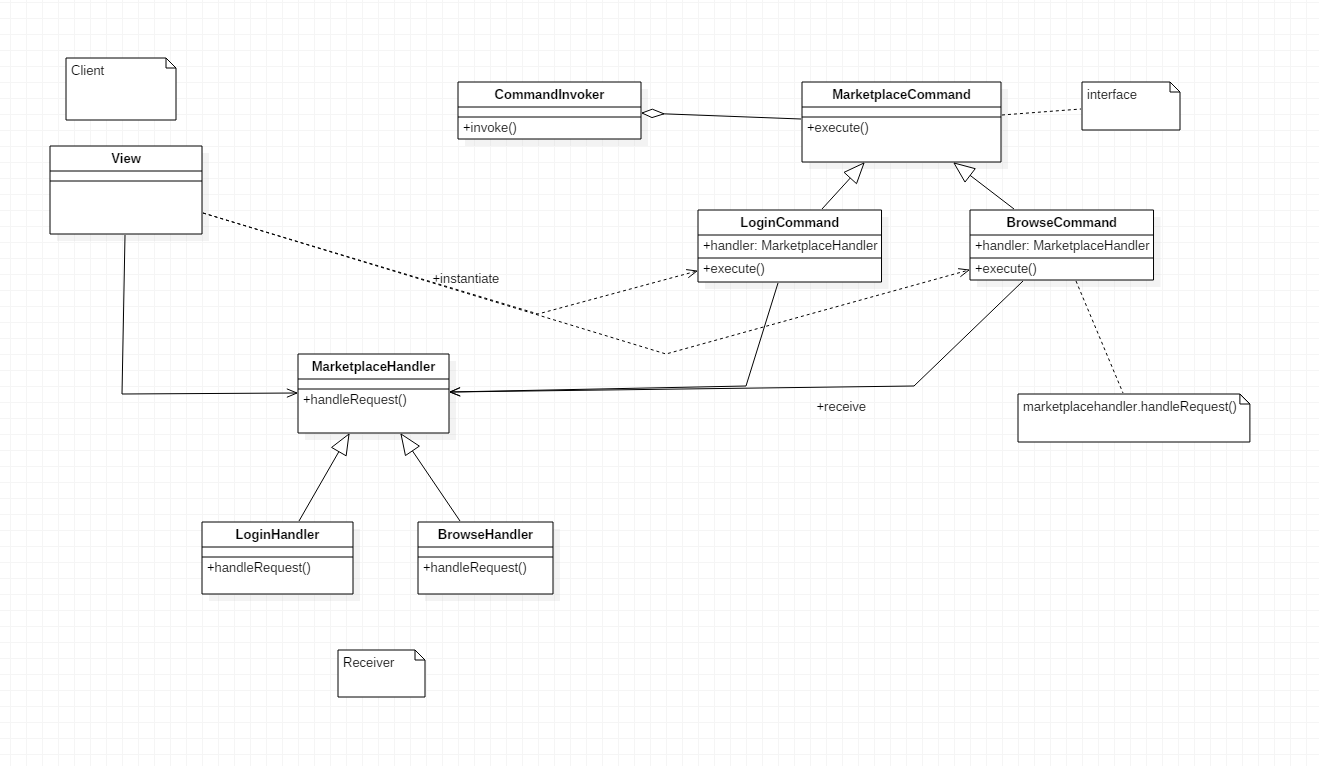 Client
CommandInvoker
+invoke()
MarketplaceCommand
+execute()
interface
View
LoginCommand
+handler: MarketplaceHandler
+execute()
BrowseCommand
+handler: MarketplaceHandler
+execute()
+instantiate
MarketplaceHandler
+handleRequest()
+receive
marketplacehandler.handleRequest()
LoginHandler
+handleRequest()
BrowseHandler
+handleRequest()
Receiver